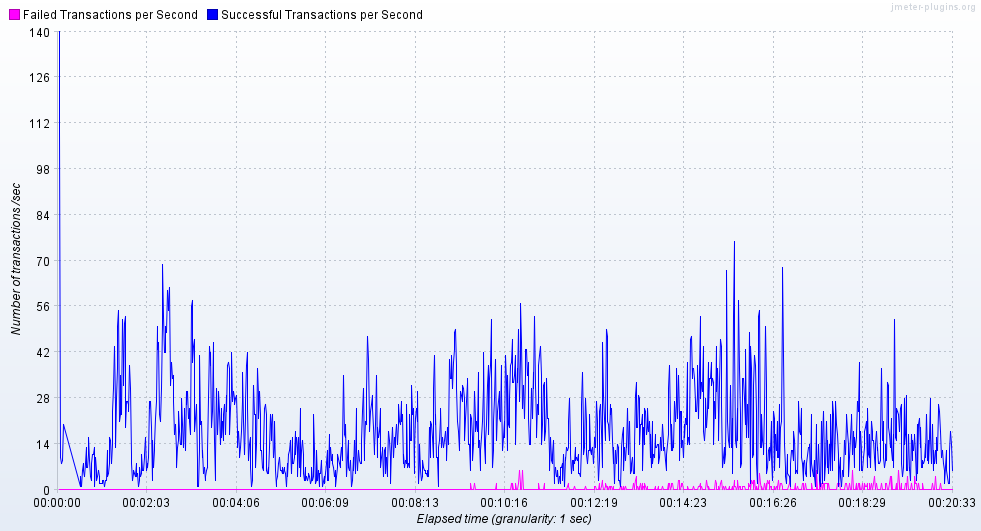 jmeter-plugins.org
Failed Transactions per Second Successful Transactions per Second
140
126
112
98
84
70
56
42
28
14
0
Number of transactions /sec
00:00:00 00:02:03 00:04:06 00:06:09 00:08:13 00:10:16 00:12:19 00:14:23 00:16:26 00:18:29 00:20:33
Elapsed time (granularity: 1 sec)